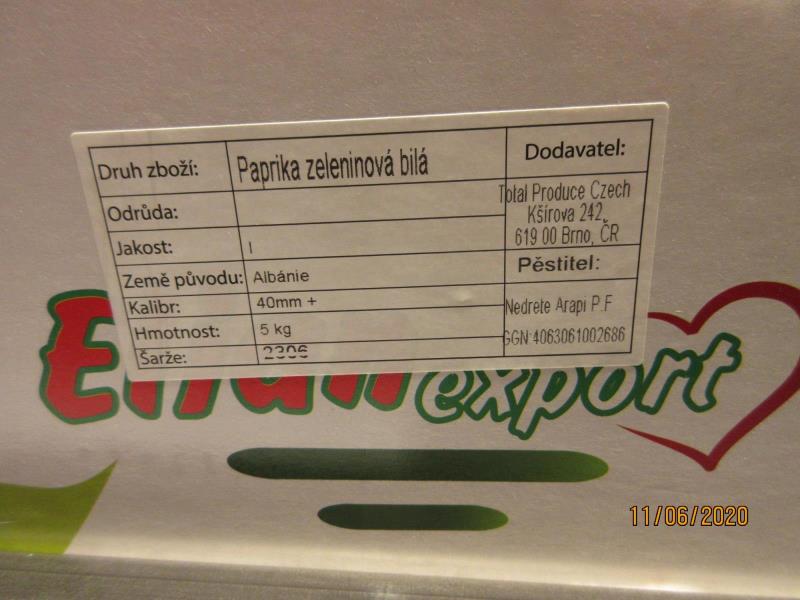 Druh zboží: Paprika zeleninová bílá
Odrůda:
Jakost: I
Země původu: Albánie
Kalibr: 40mm +
Hmotnost: 5 kg
Šarže: 2306
Dodavatel:
Total Produce Czech
Kšírova 242,
619 00 Brno, ČR
Pěstitel:
Nedrete Arapi P.F
GGN:4063061002686
export
11/06/2020